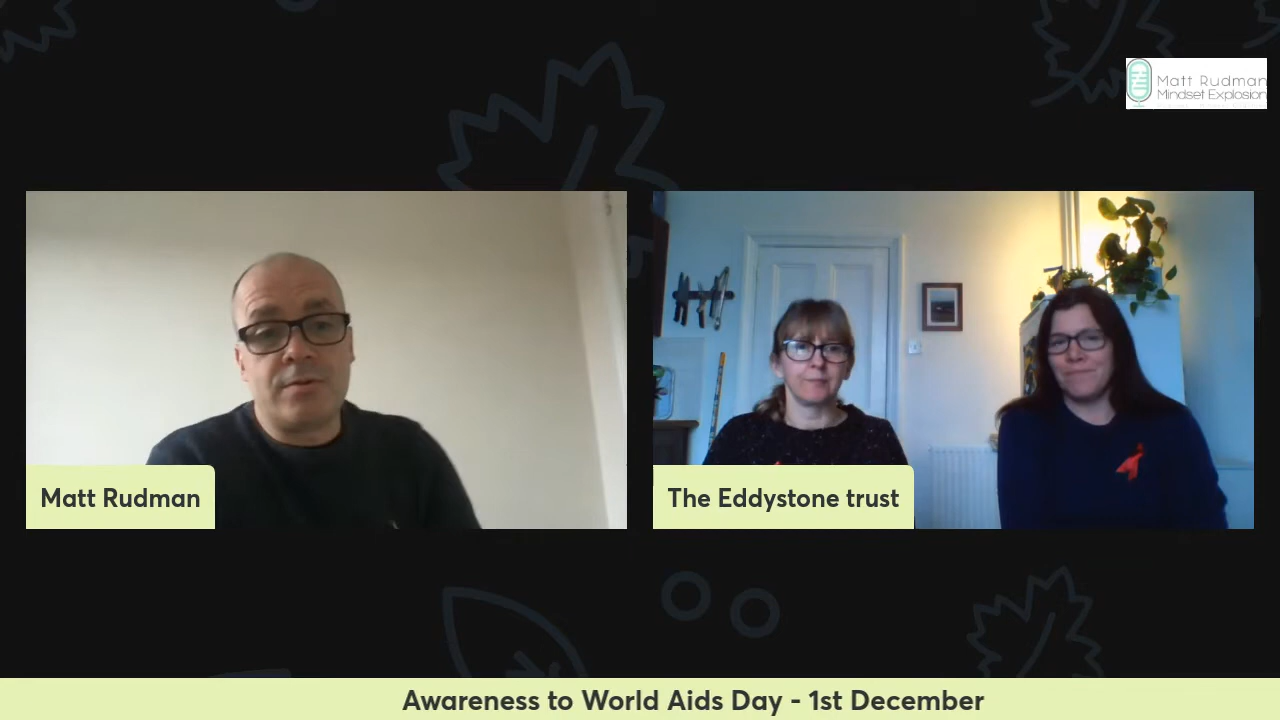 Matt Rudman
Mindset Explosion
Matt Rudman
The Eddystone trust
Awareness to World Aids Day - 1st December